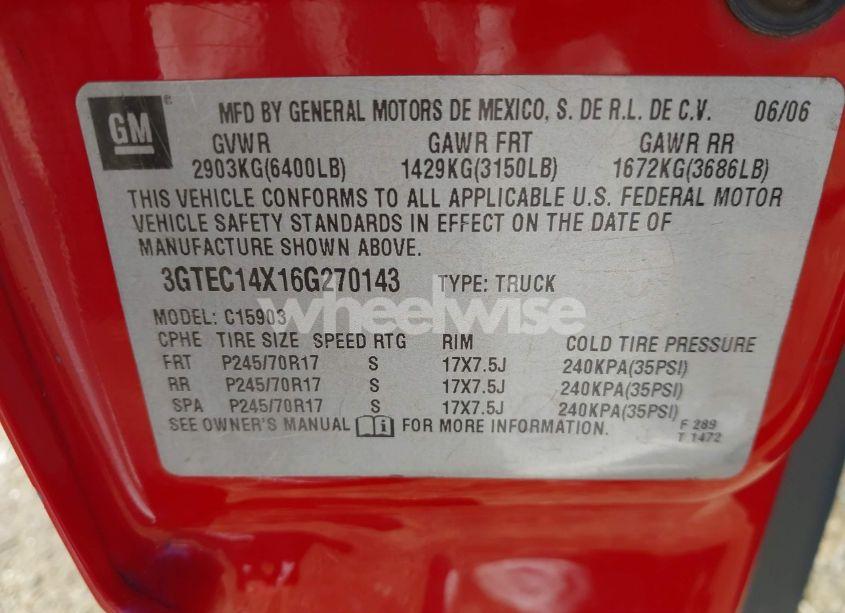 GM® MFD BY GENERAL MOTORS DE MEXICO, S. DE R.L. DE C.V. 06/06
GVWR GAWR FRT GAWR RR
2903KG(6400LB) 1429KG(3150LB) 1672KG(3686LB)
THIS VEHICLE CONFORMS TO ALL APPLICABLE U.S. FEDERAL MOTOR
VEHICLE SAFETY STANDARDS IN EFFECT ON THE DATE OF
MANUFACTURE SHOWN ABOVE.
3GTEC14X16G270143 TYPE: TRUCK
wheelwise
MODEL: C15903
CPHE TIRE SIZE SPEED RTG RIM COLD TIRE PRESSURE
FRT P245/70R17 S 17X7.5J 240KPA(35PSI)
RR P245/70R17 S 17X7.5J 240KPA(35PSI)
SPA P245/70R17 S 17X7.5J 240KPA(35PSI)
SEE OWNER'S MANUAL FOR MORE INFORMATION. F 289
T 1472